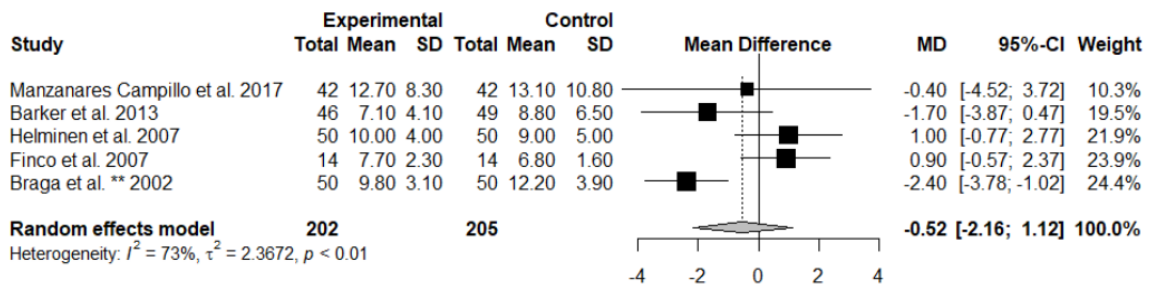 Experimental Control
Study Total Mean SD Total Mean SD Mean Difference MD 95%-CI Weight
Manzanares Campillo et al. 2017 42 12.70 8.30 42 13.10 10.80 -0.40 [-4.52; 3.72] 10.3%
Barker et al. 2013 46 7.10 4.10 49 8.80 6.50 -1.70 [-3.87; 0.47] 19.5%
Helminen et al. 2007 50 10.00 4.00 50 9.00 5.00 1.00 [-0.77; 2.77] 21.9%
Finco et al. 2007 14 7.70 2.30 14 6.80 1.60 0.90 [-0.57; 2.37] 23.9%
Braga et al. ** 2002 50 9.80 3.10 50 12.20 3.90 -2.40 [-3.78; -1.02] 24.4%
Random effects model 202 205 -0.52 [-2.16; 1.12] 100.0%
Heterogeneity: I² = 73%, τ² = 2.3672, p < 0.01
-4 -2 0 2 4